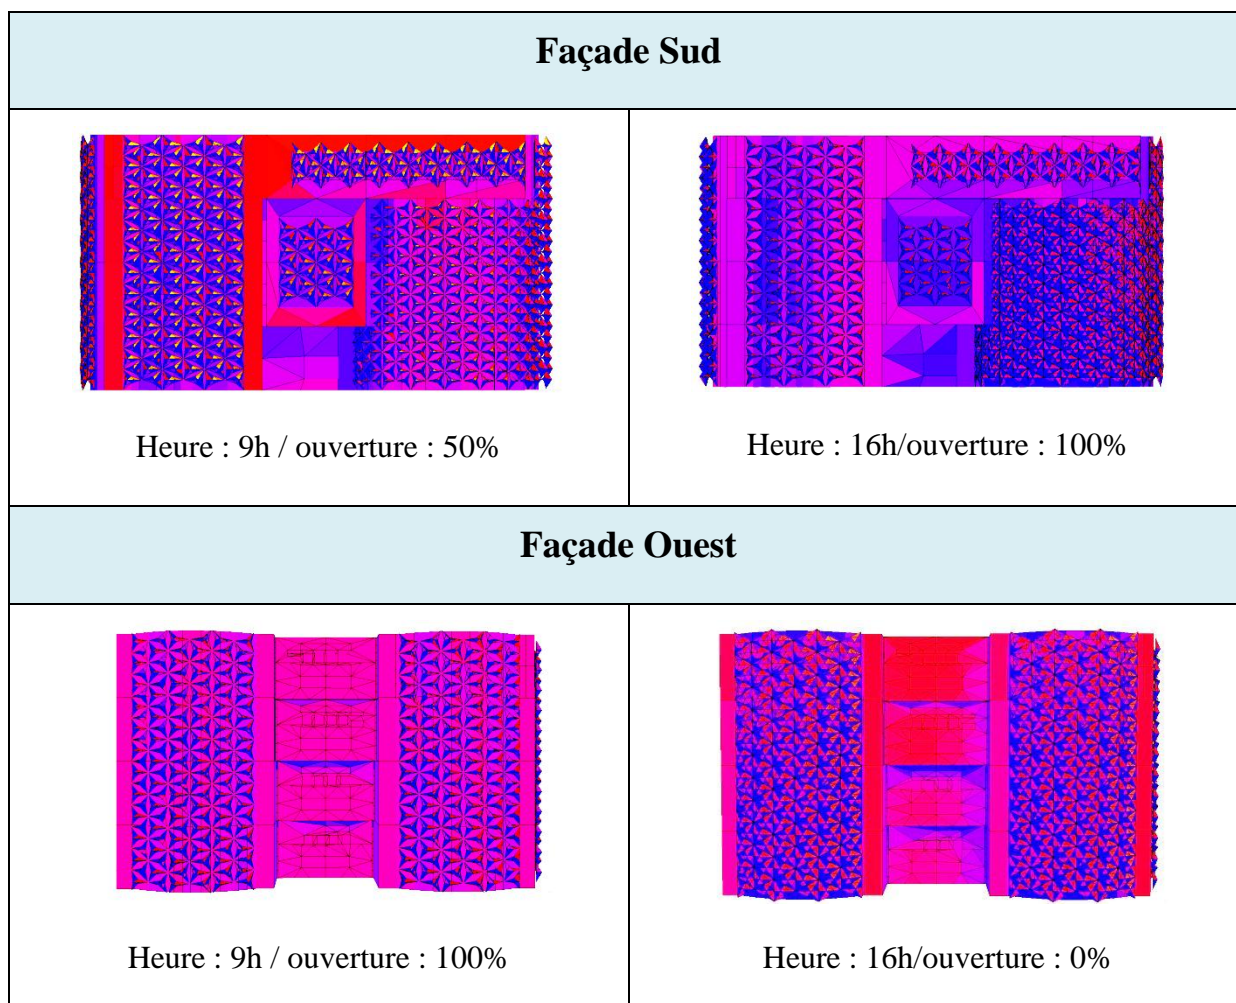 Façade Sud
Heure : 9h / ouverture : 50%
Heure : 16h/ouverture : 100%
Façade Ouest
Heure : 9h / ouverture : 100%
Heure : 16h/ouverture : 0%